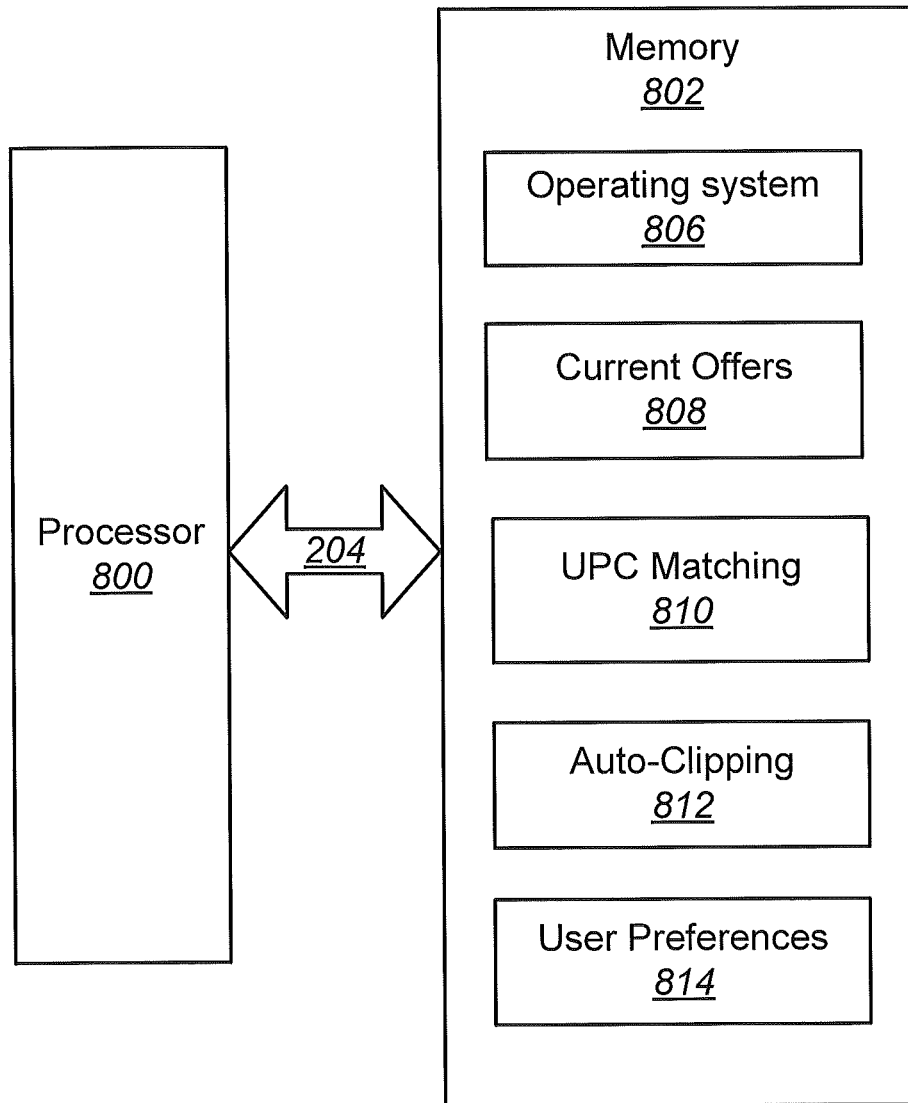 Memory
802
Operating system
806
Current Offers
808
Processor
800
204
UPC Matching
810
Auto-Clipping
812
User Preferences
814